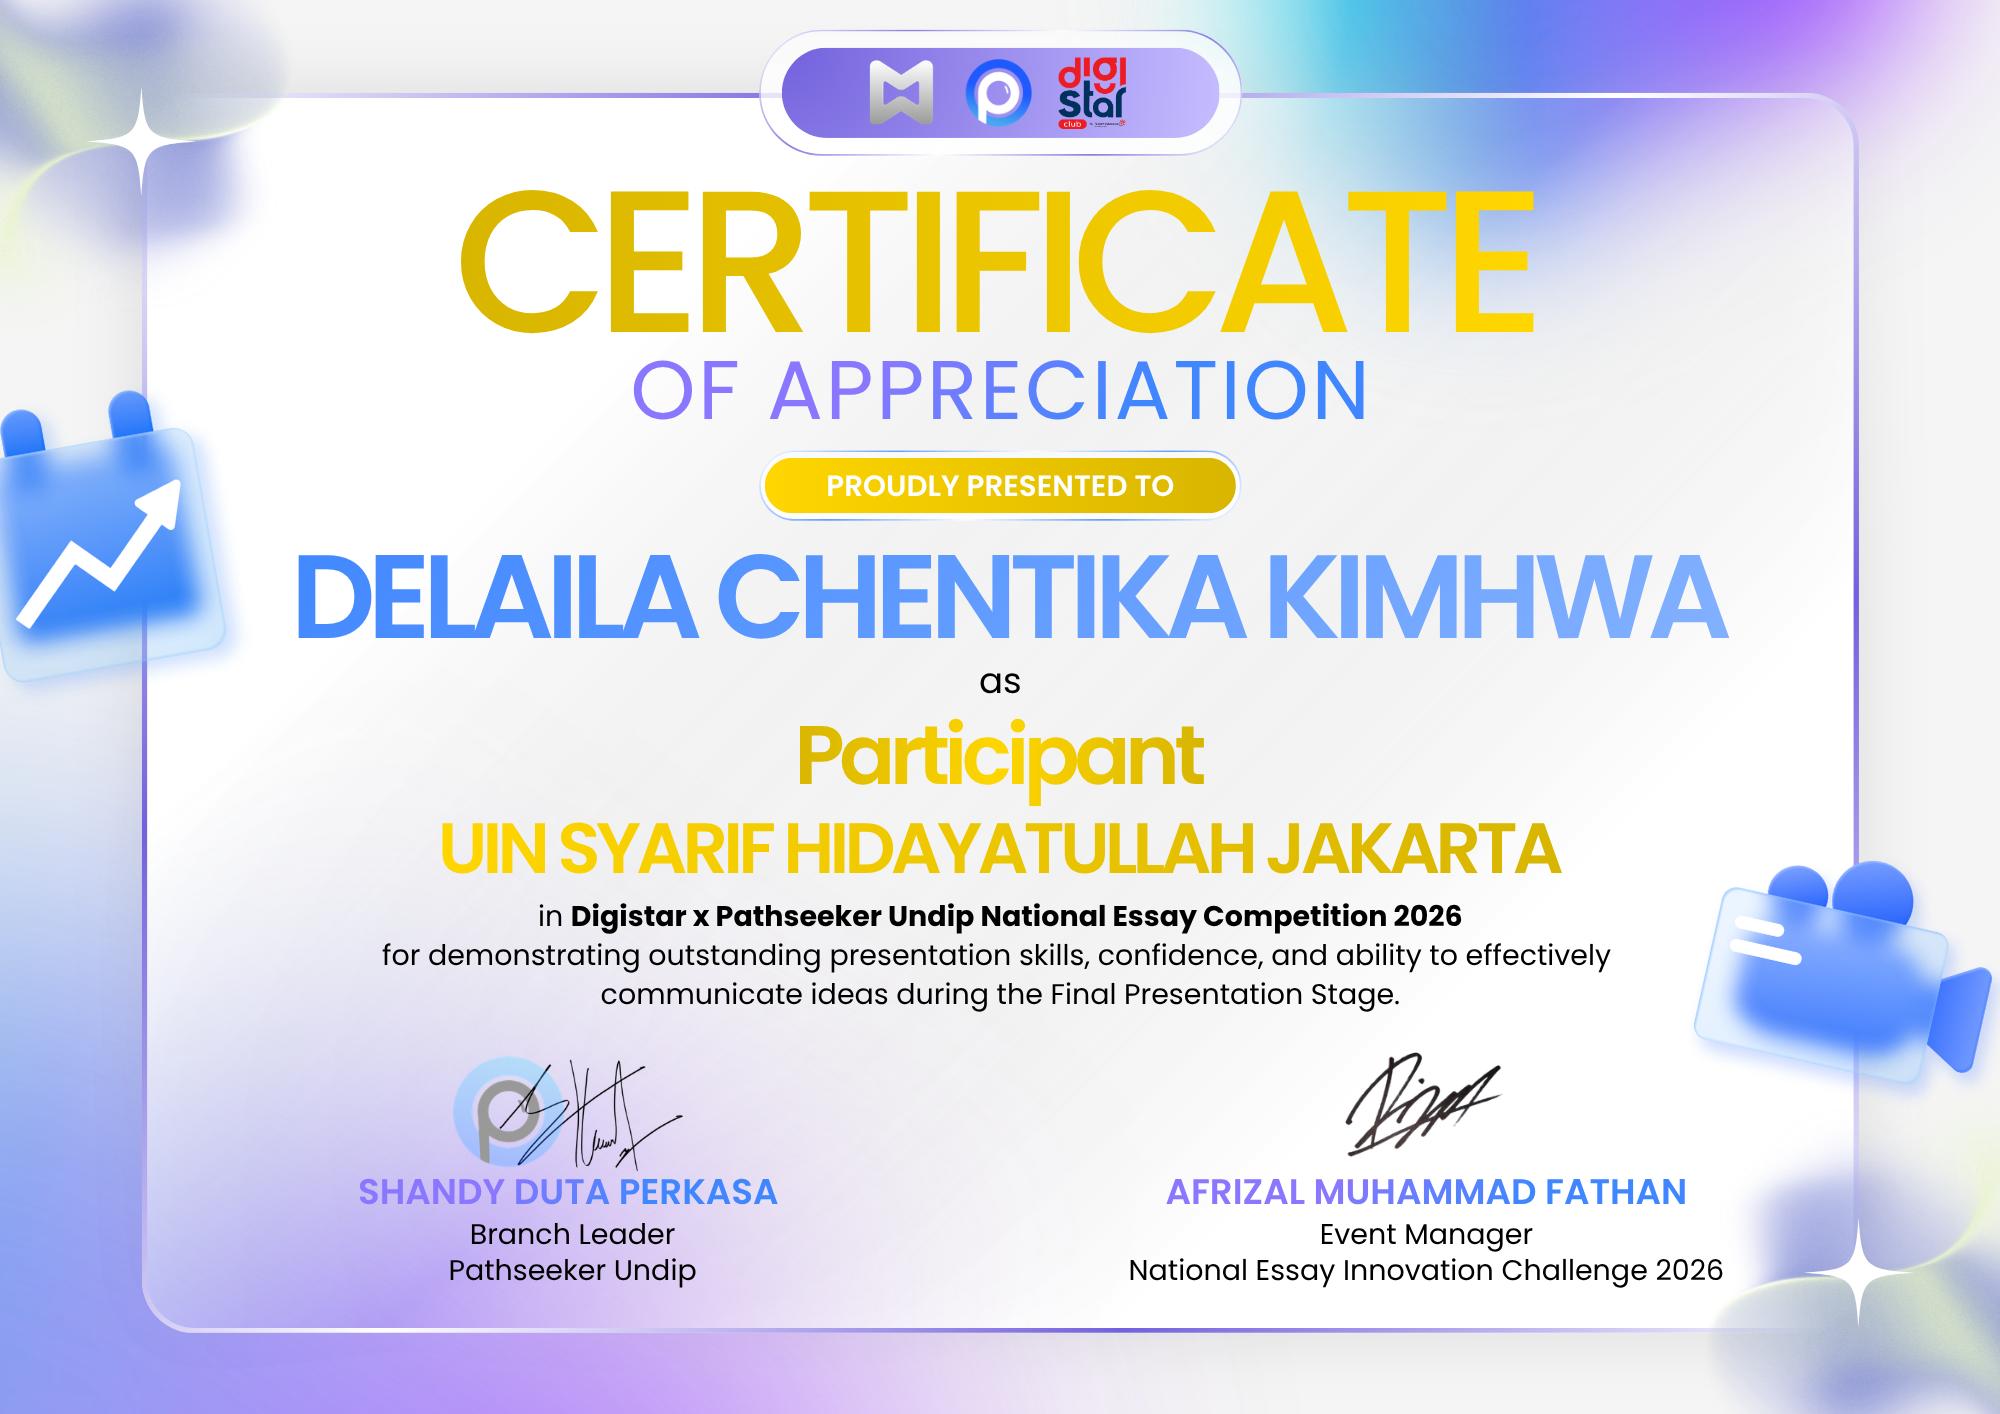 digi
star
club
CERTIFICATE
OF APPRECIATION
PROUDLY PRESENTED TO
DELAILA CHENTIKA KIMHWA
as
Participant
UIN SYARIF HIDAYATULLAH JAKARTA
in Digistar x Pathseeker Undip National Essay Competition 2026
for demonstrating outstanding presentation skills, confidence, and ability to effectively
communicate ideas during the Final Presentation Stage.
SHANDY DUTA PERKASA
Branch Leader
Pathseeker Undip
AFRIZAL MUHAMMAD FATHAN
Event Manager
National Essay Innovation Challenge 2026